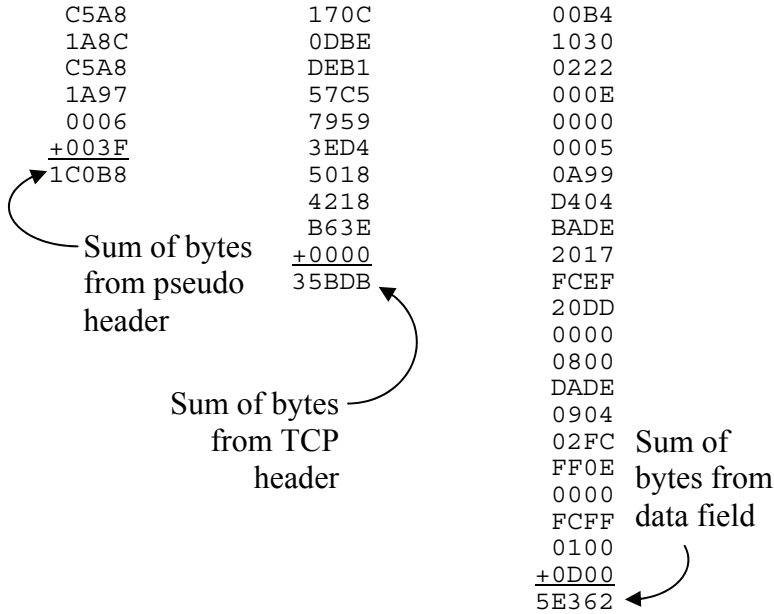 C5A8
1A8C
C5A8
1A97
0006
+003F
1C0B8
Sum of bytes
from pseudo
header
170C
0DBE
DEB1
57C5
7959
3ED4
5018
4218
B63E
+0000
35BDB
Sum of bytes
from TCP
header
00B4
1030
0222
000E
0000
0005
0A99
D404
BADE
2017
FCEF
20DD
0000
0800
DADE
0904
02FC
FF0E
0000
FCFF
0100
+0D00
5E362
Sum of
bytes from
data field